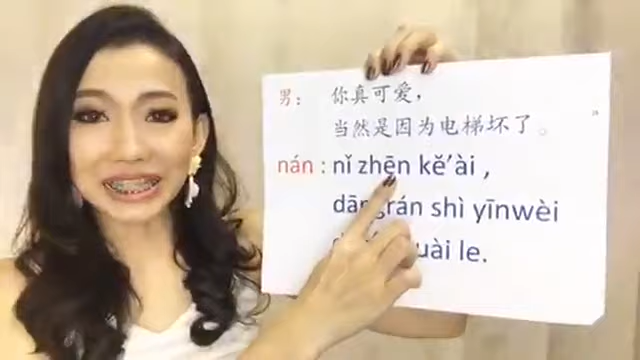 男： 你真可爱，
当然是因为电梯坏了。
nán : nǐ zhēn kě'ài ,
shì yīnwèi
le.